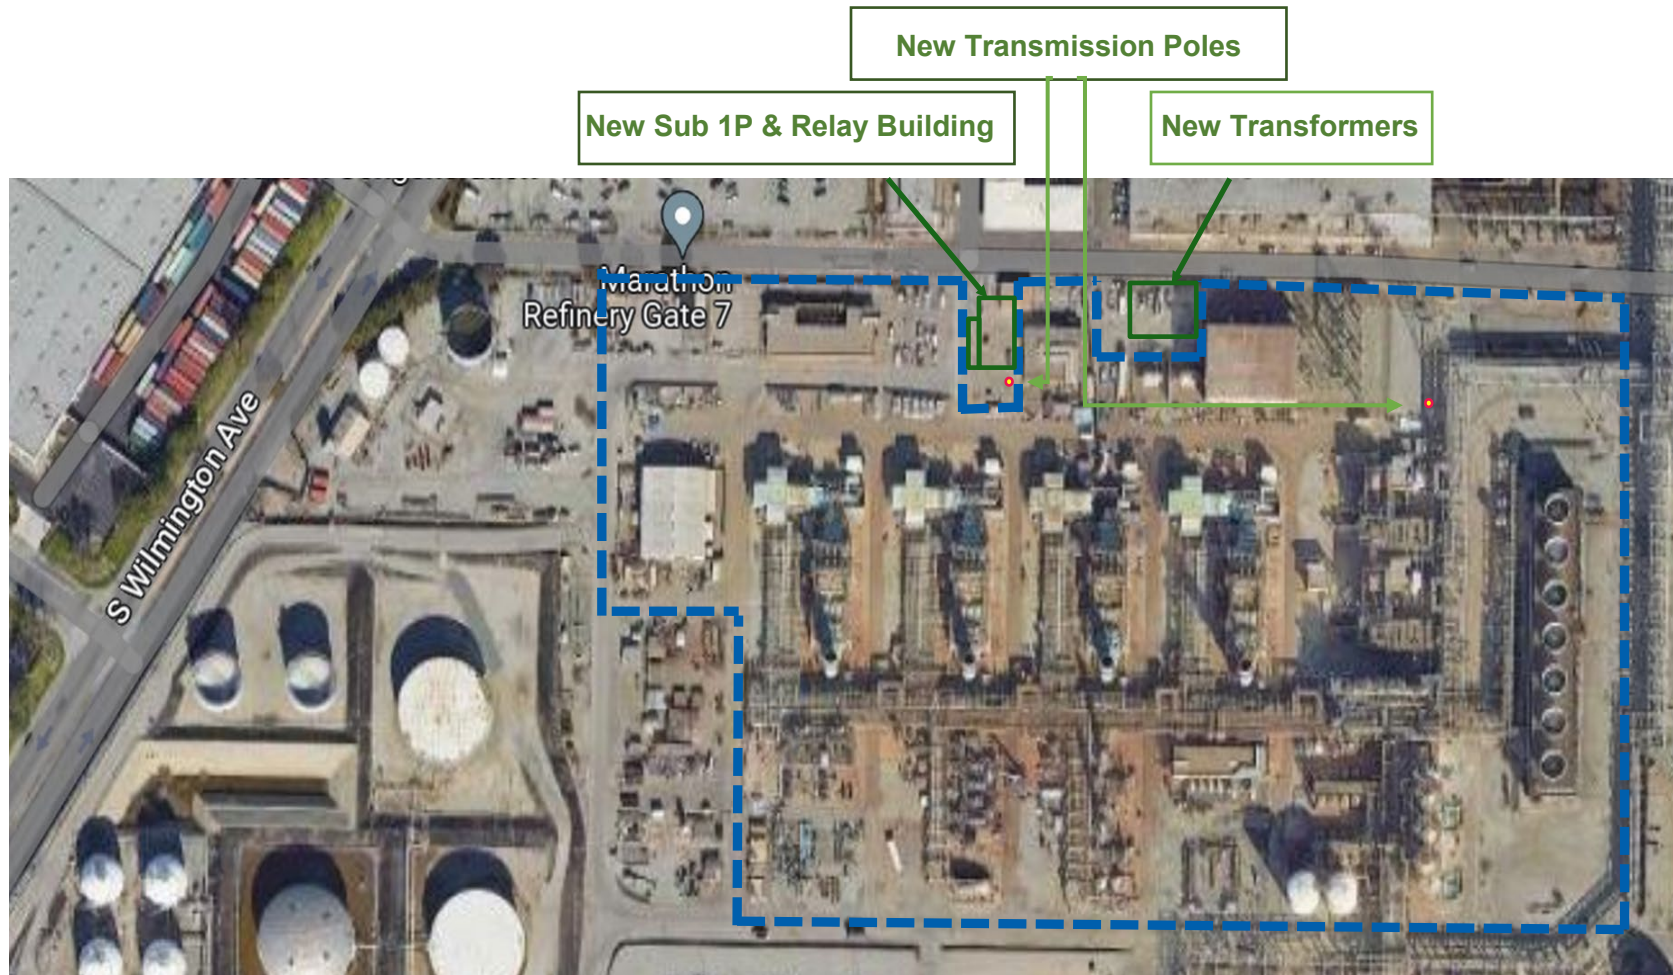 New Transmission Poles
New Sub 1P & Relay Building
New Transformers
Marathon
Refinery Gate 7
S Wilmington Ave